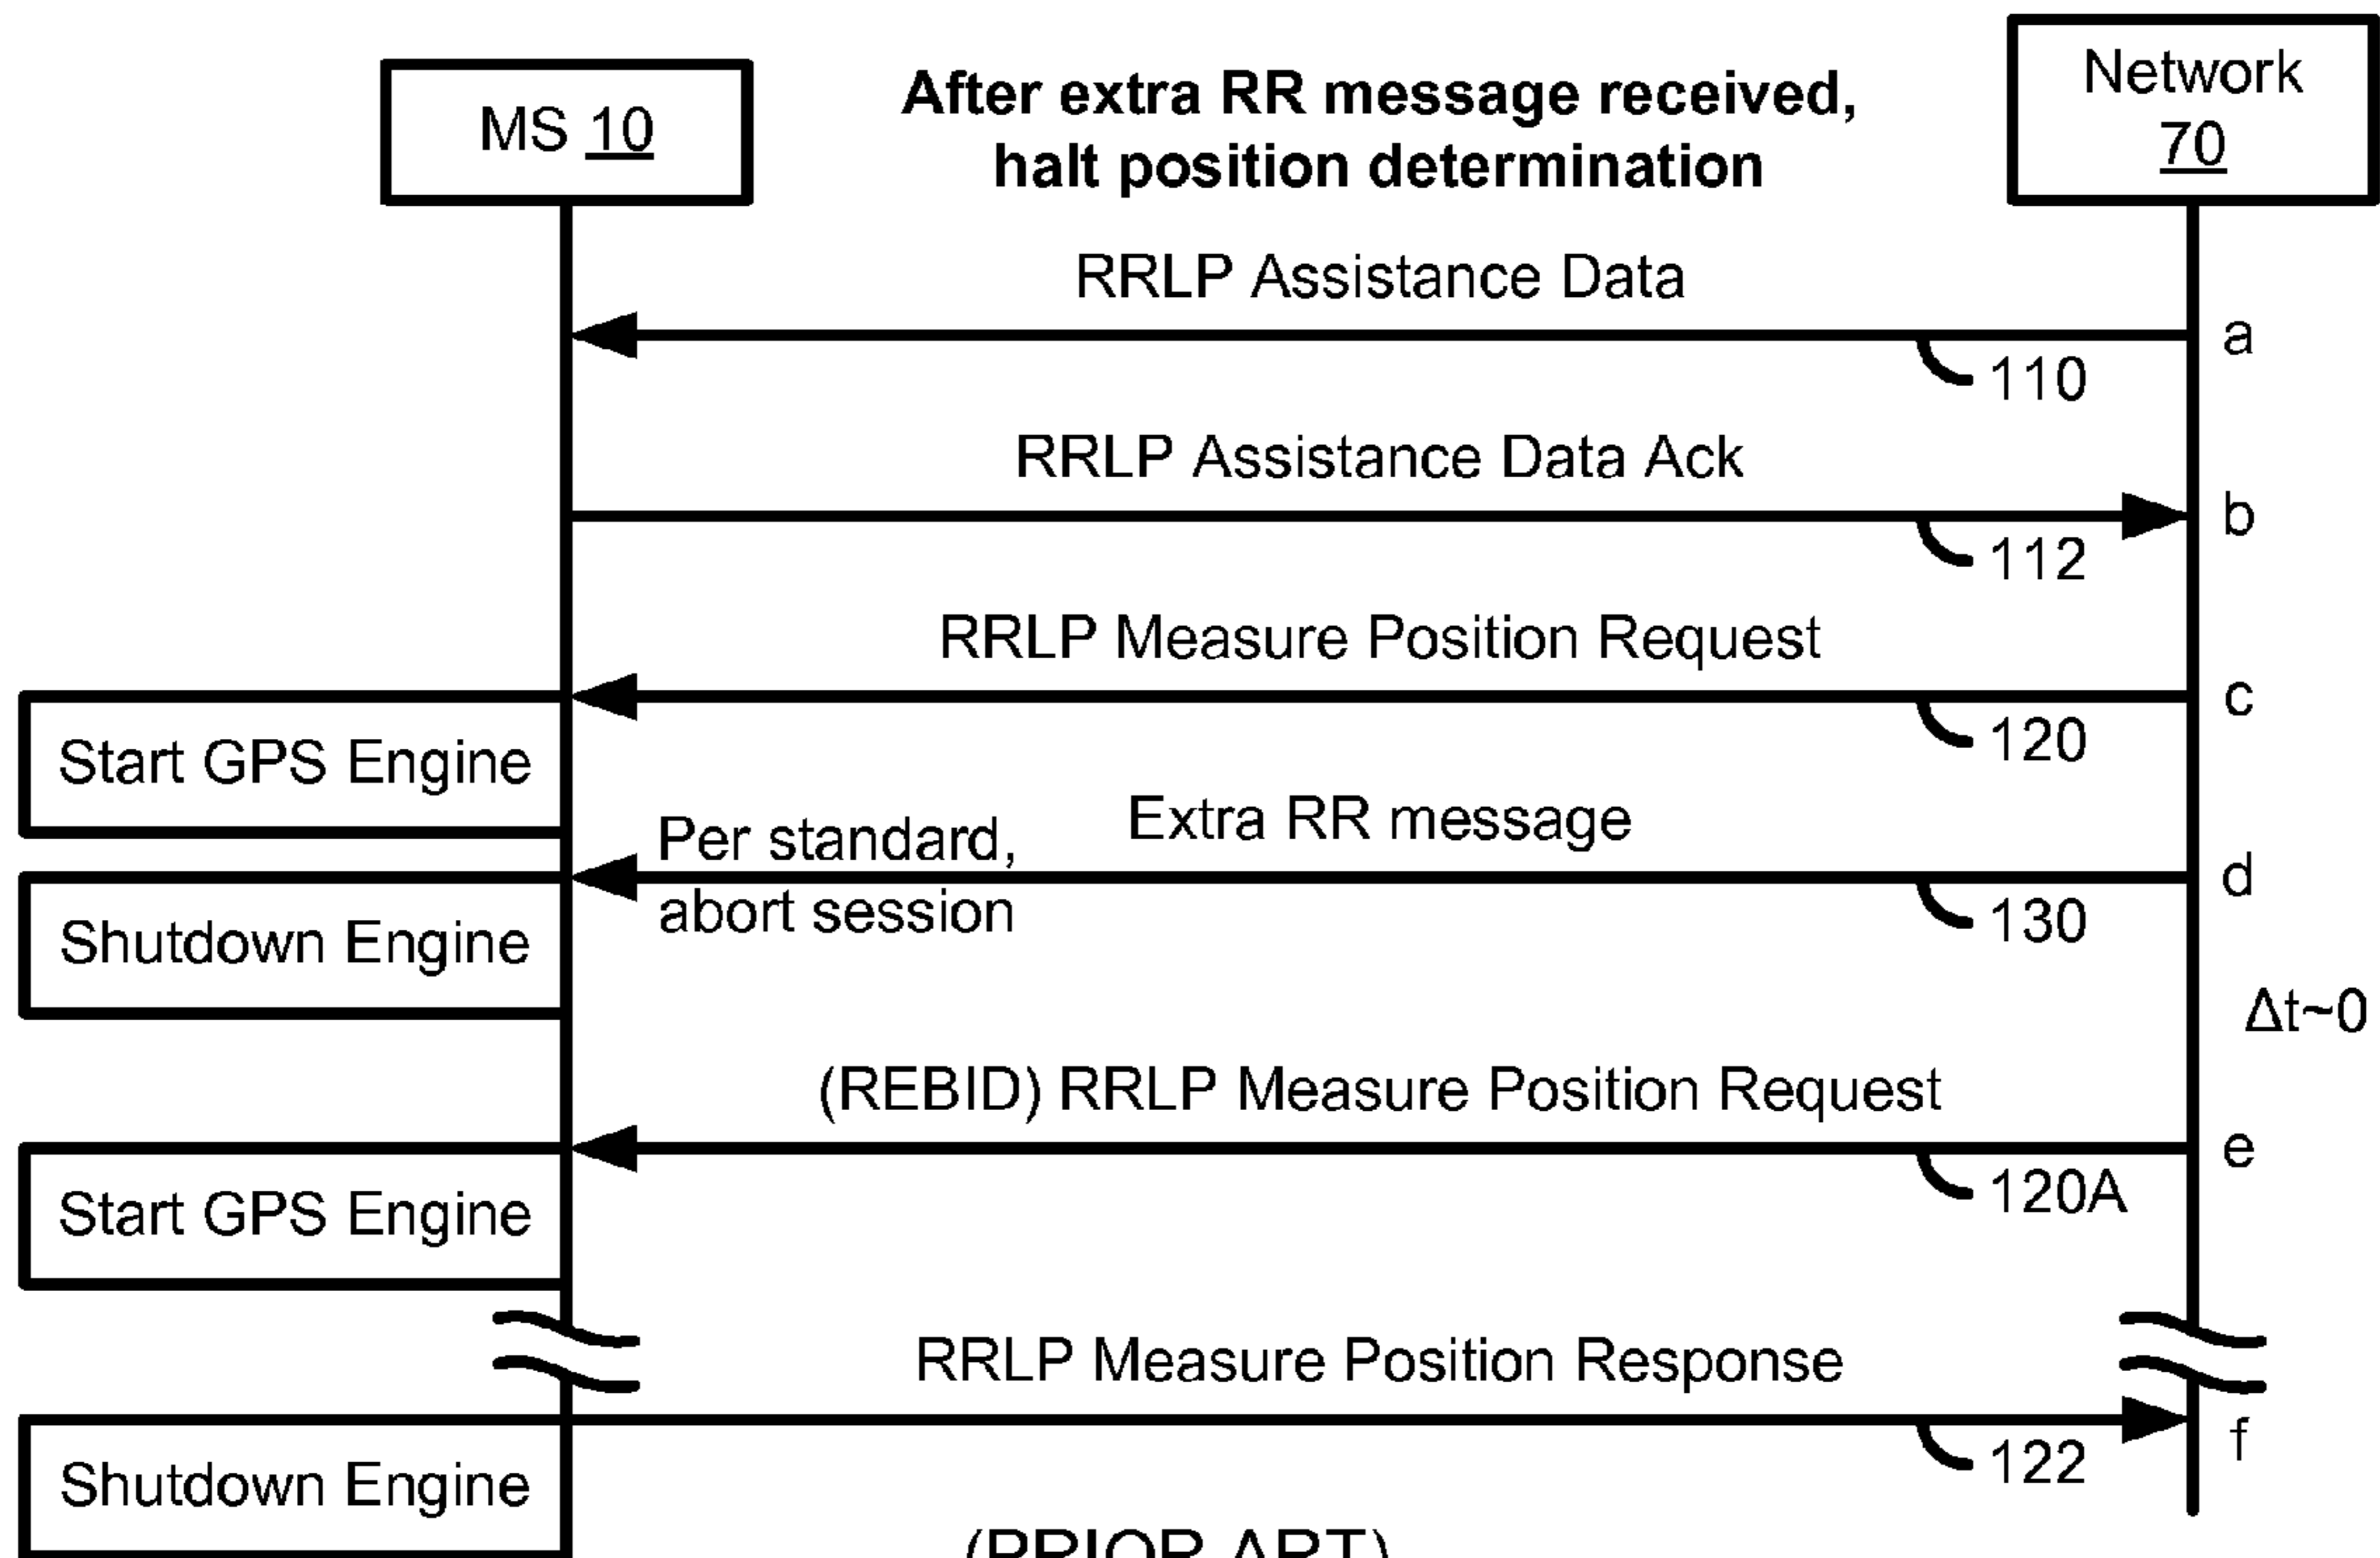 MS 10
After extra RR message received,
halt position determination
Network
70
RRLP Assistance Data
a
110
RRLP Assistance Data Ack
b
112
RRLP Measure Position Request
c
120
Start GPS Engine
Extra RR message
Per standard,
abort session
d
130
Shutdown Engine
Δt~0
(REBID) RRLP Measure Position Request
e
120A
Start GPS Engine
RRLP Measure Position Response
f
122
Shutdown Engine
(PRIOR ART)